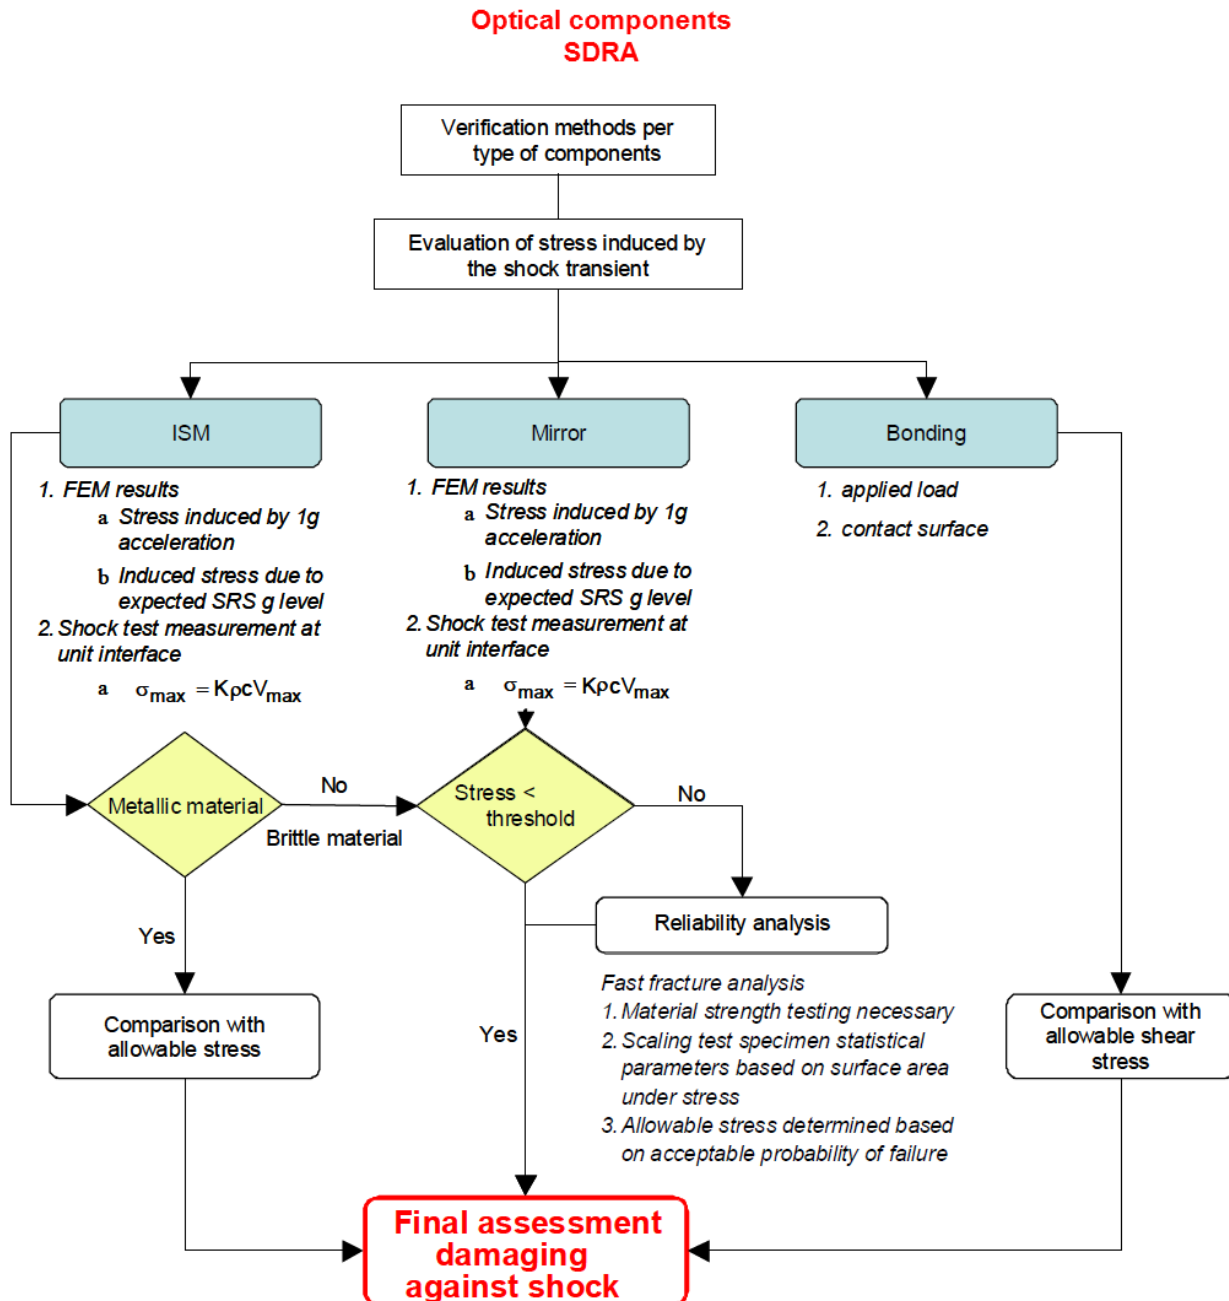 Optical components
SDRA
Verification methods per
type of components
Evaluation of stress induced by
the shock transient
ISM
Mirror
Bonding
1. FEM results
a Stress induced by 1g
acceleration
b Induced stress due to
expected SRS g level
2. Shock test measurement at
unit interface
a σmax = KρcVmax
1. FEM results
a Stress induced by 1g
acceleration
b Induced stress due to
expected SRS g level
2. Shock test measurement at
unit interface
a σmax = KρcVmax
1. applied load
2. contact surface
Metallic material
No
Brittle material
Stress <
threshold
No
Yes
Reliability analysis
Fast fracture analysis
1. Material strength testing necessary
2. Scaling test specimen statistical
parameters based on surface area
under stress
3. Allowable stress determined based
on acceptable probability of failure
Yes
Comparison with
allowable stress
Comparison with
allowable shear
stress
Final assessment
damaging
against shock